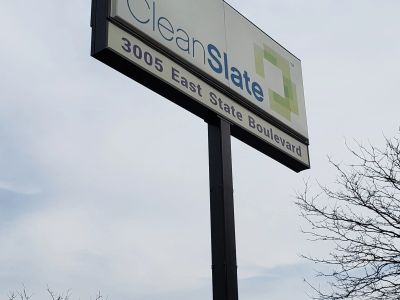 CleanSlate
3005 East State Boulevard